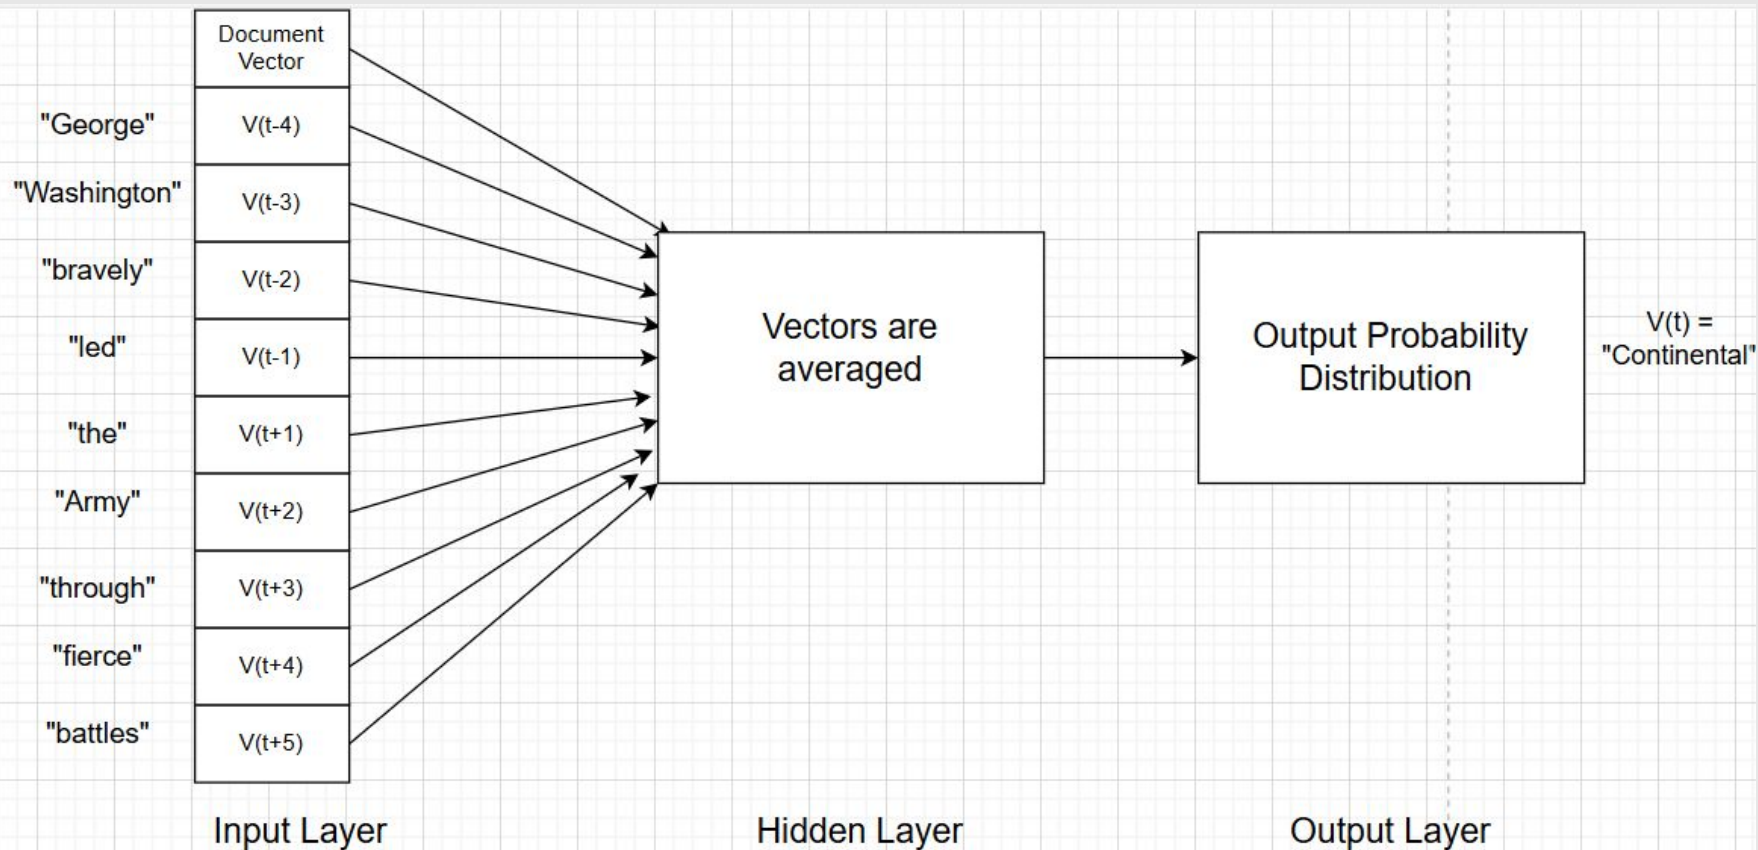 Document
Vector
"George"
V(t-4)
"Washington"
V(t-3)
"bravely"
V(t-2)
"led"
V(t-1)
"the"
V(t+1)
"Army"
V(t+2)
"through"
V(t+3)
"fierce"
V(t+4)
"battles"
V(t+5)
Input Layer
Vectors are
averaged
Hidden Layer
Output Probability
Distribution
Output Layer
V(t) =
"Continental"